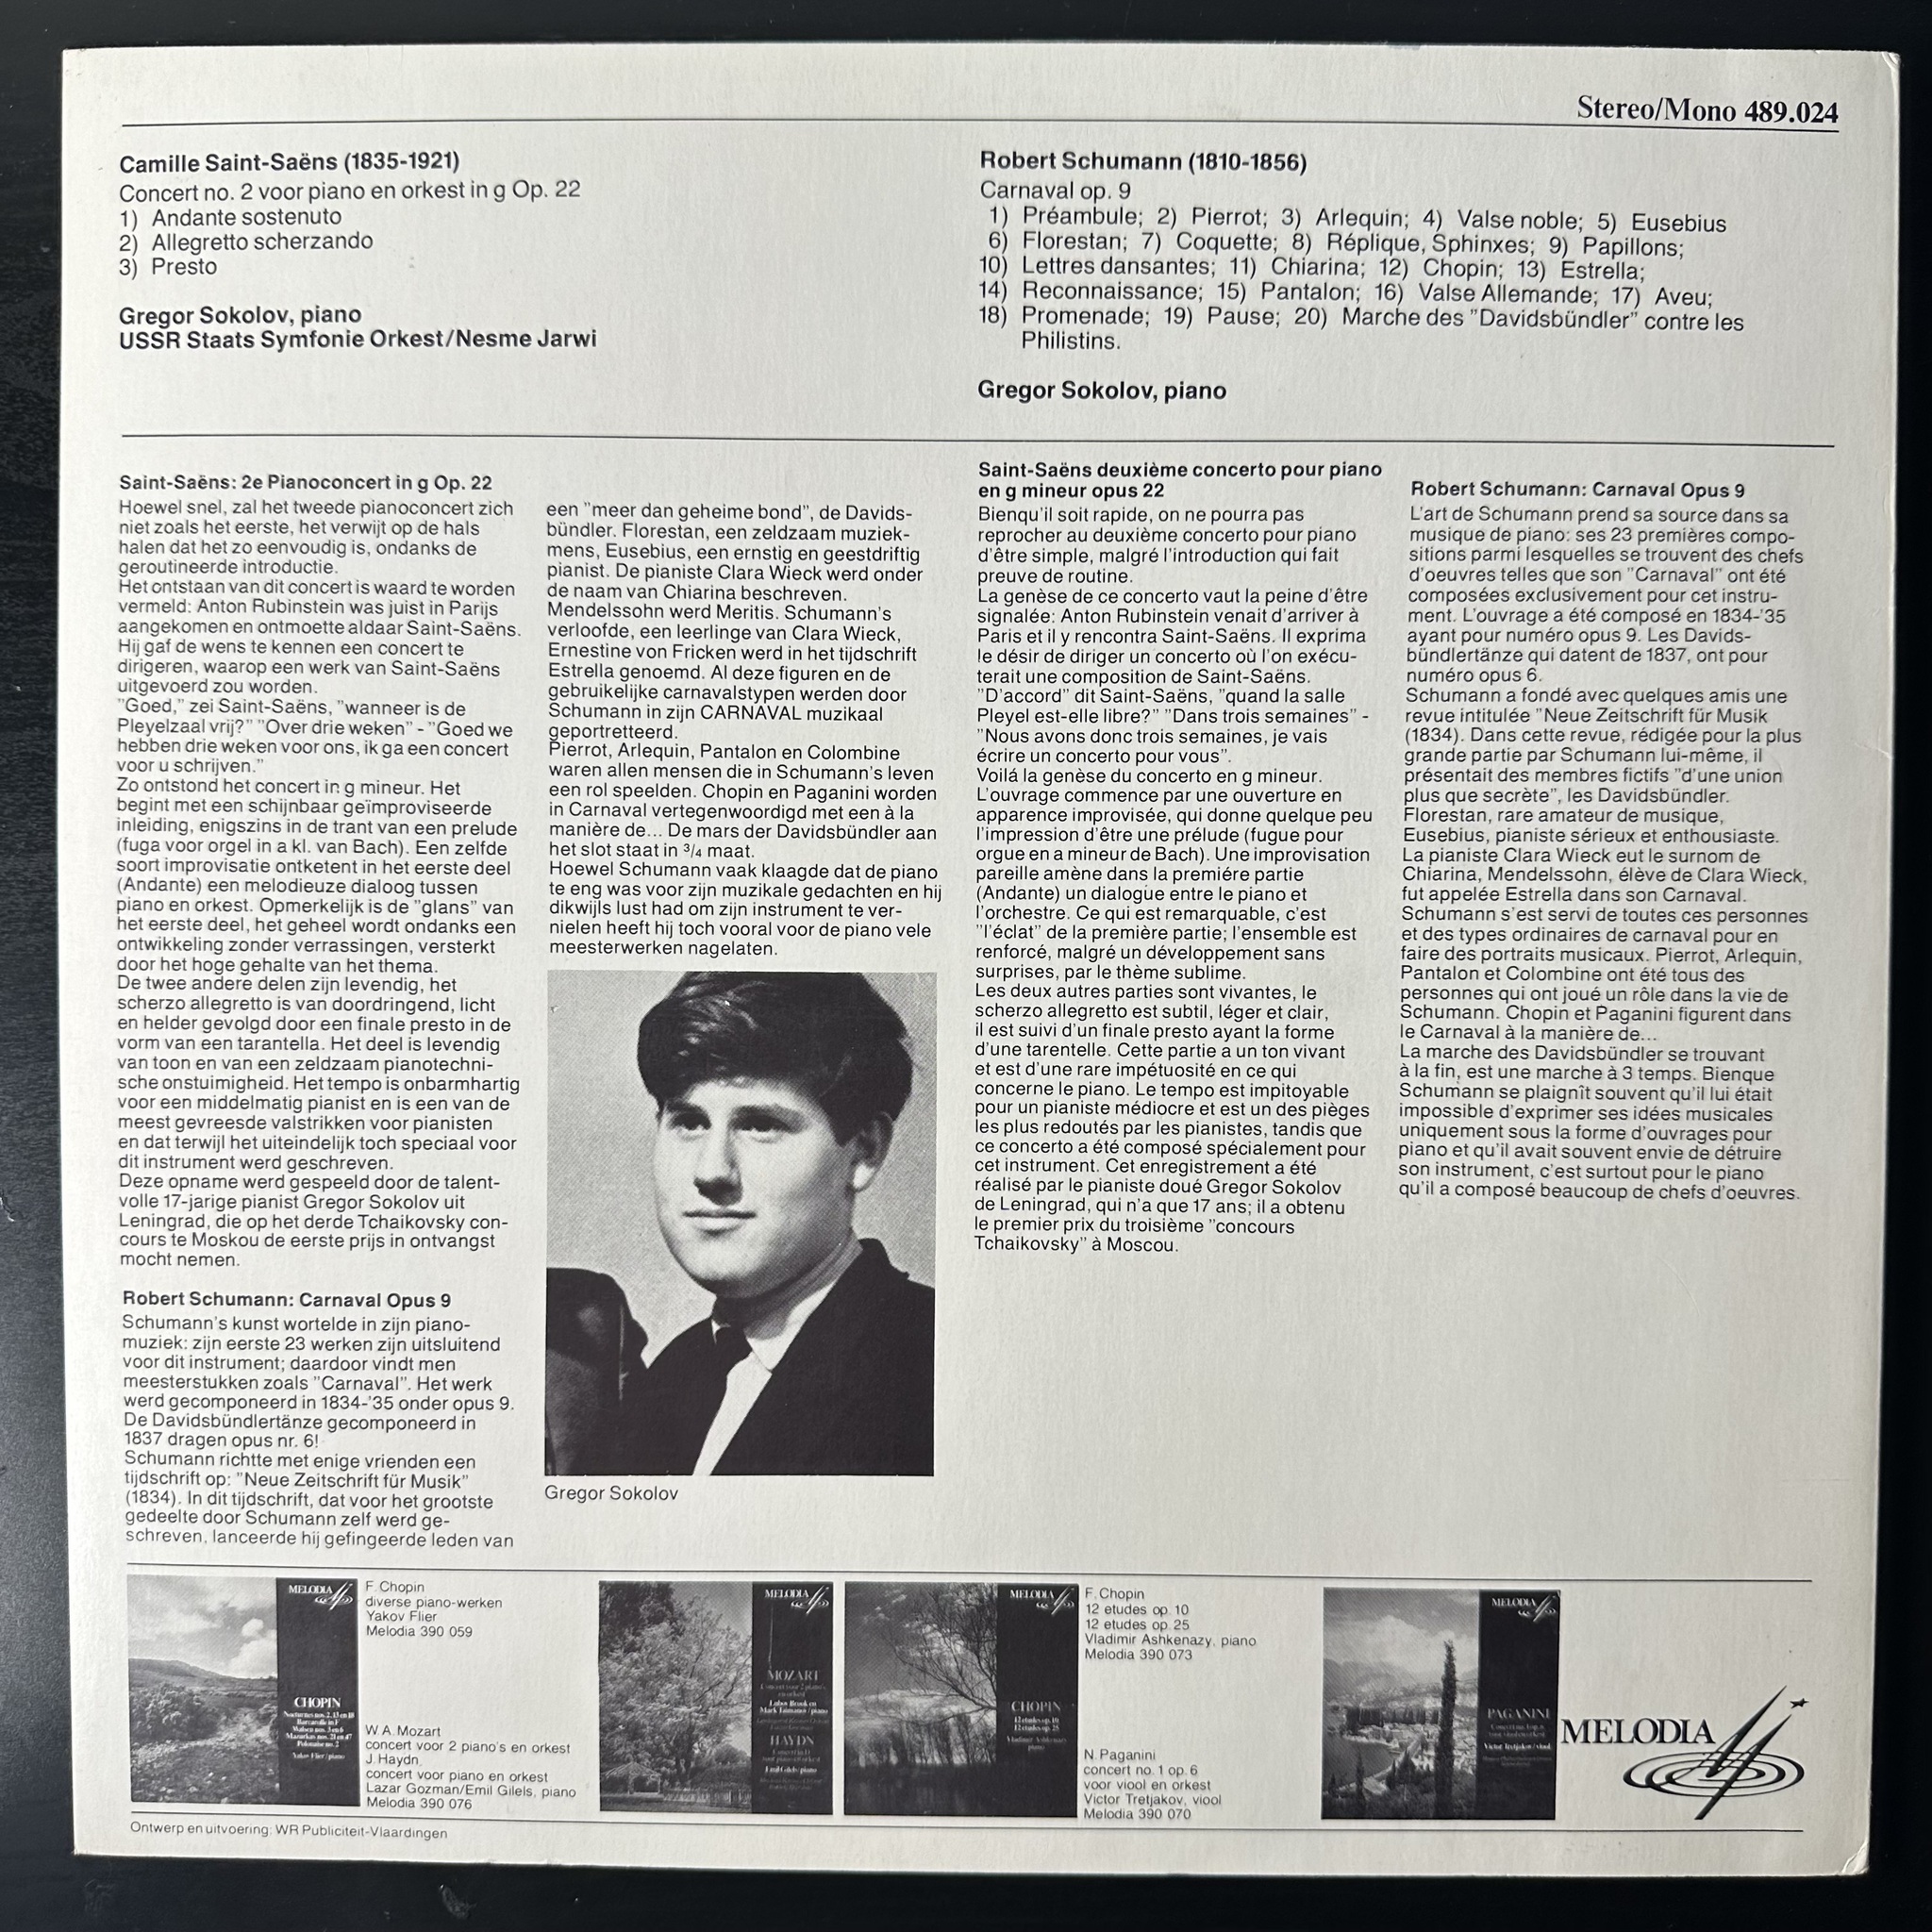 Stereo/Mono 489.024
Camille Saint-Saëns (1835-1921)
Concert no. 2 voor piano en orkest in g Op. 22
1) Andante sostenuto
2) Allegretto scherzando
3) Presto
Gregor Sokolov, piano
USSR Staats Symfonie Orkest/Nesme Jarwi
Robert Schumann (1810-1856)
Carnaval op. 9
1) Préambule; 2) Pierrot; 3) Arlequin; 4) Valse noble; 5) Eusebius
6) Florestan; 7) Coquette; 8) Réplique, Sphinxes; 9) Papillons;
10) Lettres dansantes; 11) Chiarina; 12) Chopin; 13) Estrella;
14) Reconnaissance; 15) Pantalon; 16) Valse Allemande; 17) Aveu;
18) Promenade; 19) Pause; 20) Marche des "Davidsbündler" contre les
Philistins.
Gregor Sokolov, piano
Saint-Saëns: 2e Pianoconcert in g Op. 22
Hoewel snel, zal het tweede pianoconcert zich
niet zoals het eerste, het verwijt op de hals
halen dat het zo eenvoudig is, ondanks de
geroutineerde introductie.
Het ontstaan van dit concert is waard te worden
vermeld: Anton Rubinstein was juist in Parijs
aangekomen en ontmoette aldaar Saint-Saëns.
Hij gaf de wens te kennen een concert te
dirigeren, waarop een werk van Saint-Saëns
uitgevoerd zou worden.
"Goed," zei Saint-Saëns, "wanneer is de
Pleyelzaal vrij?" "Over drie weken" - "Goed we
hebben drie weken voor ons, ik ga een concert
voor u schrijven."
Zo ontstond het concert in g mineur. Het
begint met een schijnbaar geïmproviseerde
inleiding, enigszins in de trant van een prelude
(fuga voor orgel in a kl. van Bach). Een zelfde
soort improvisatie ontketent in het eerste deel
(Andante) een melodieuze dialoog tussen
piano en orkest. Opmerkelijk is de "glans" van
het eerste deel, het geheel wordt ondanks een
ontwikkeling zonder verrassingen, versterkt
door het hoge gehalte van het thema.
De twee andere delen zijn levendig, het
scherzo allegretto is van doordringend, licht
en helder gevolgd door een finale presto in de
vorm van een tarantella. Het deel is levendig
van toon en van een zeldzaam pianotechni-
sche onstuimigheid. Het tempo is onbarmhartig
voor een middelmatig pianist en is een van de
meest gevreesde valstrikken voor pianisten
en dat terwijl het uiteindelijk toch speciaal voor
dit instrument werd geschreven.
Deze opname werd gespeeld door de talent-
volle 17-jarige pianist Gregor Sokolov uit
Leningrad, die op het derde Tchaikovsky con-
cours te Moskou de eerste prijs in ontvangst
mocht nemen.
Robert Schumann: Carnaval Opus 9
Schumann's kunst wortelde in zijn piano-
muziek: zijn eerste 23 werken zijn uitsluitend
voor dit instrument; daardoor vindt men
meesterstukken zoals "Carnaval". Het werk
werd gecomponeerd in 1834-'35 onder opus 9.
De Davidsbündlertänze gecomponeerd in
1837 dragen opus nr. 6!
Schumann richtte met enige vrienden een
tijdschrift op: "Neue Zeitschrift für Musik"
(1834). In dit tijdschrift, dat voor het grootste
gedeelte door Schumann zelf werd ge-
schreven, lanceerde hij gefingeerde leden van
een "meer dan geheime bond", de Davids-
bündler. Florestan, een zeldzaam muziek-
mens, Eusebius, een ernstig en geestdriftig
pianist. De pianiste Clara Wieck werd onder
de naam van Chiarina beschreven.
Mendelssohn werd Meritis. Schumann's
verloofde, een leerlinge van Clara Wieck,
Ernestine von Fricken werd in het tijdschrift
Estrella genoemd. Al deze figuren en de
gebruikelijke carnavalstypen werden door
Schumann in zijn CARNAVAL muzikaal
geportretteerd.
Pierrot, Arlequin, Pantalon en Colombine
waren allen mensen die in Schumann's leven
een rol speelden. Chopin en Paganini worden
in Carnaval vertegenwoordigd met een à la
manière de... De mars der Davidsbündler aan
het slot staat in 3/4 maat.
Hoewel Schumann vaak klaagde dat de piano
te eng was voor zijn muzikale gedachten en hij
dikwijls lust had om zijn instrument te ver-
nielen heeft hij toch vooral voor de piano vele
meesterwerken nagelaten.
Gregor Sokolov
Saint-Saëns deuxième concerto pour piano
en g mineur opus 22
Bienqu'il soit rapide, on ne pourra pas
reprocher au deuxième concerto pour piano
d'être simple, malgré l'introduction qui fait
preuve de routine.
La genèse de ce concerto vaut la peine d'être
signalée: Anton Rubinstein venait d'arriver à
Paris et il y rencontra Saint-Saëns. Il exprima
le désir de diriger un concerto où l'on exécu-
terait une composition de Saint-Saëns.
"D'accord" dit Saint-Saëns, "quand la salle
Pleyel est-elle libre?" "Dans trois semaines" -
"Nous avons donc trois semaines, je vais
écrire un concerto pour vous".
Voilá la genèse du concerto en g mineur.
L'ouvrage commence par une ouverture en
apparence improvisée, qui donne quelque peu
l'impression d'être une prélude (fugue pour
orgue en a mineur de Bach). Une improvisation
pareille amène dans la premiére partie
(Andante) un dialogue entre le piano et
l'orchestre. Ce qui est remarquable, c'est
"l'éclat" de la première partie; l'ensemble est
renforcé, malgré un développement sans
surprises, par le thème sublime.
Les deux autres parties sont vivantes, le
scherzo allegretto est subtil, léger et clair,
il est suivi d'un finale presto ayant la forme
d'une tarentelle. Cette partie a un ton vivant
et est d'une rare impétuosité en ce qui
concerne le piano. Le tempo est impitoyable
pour un pianiste médiocre et est un des pièges
les plus redoutés par les pianistes, tandis que
ce concerto a été composé spécialement pour
cet instrument. Cet enregistrement a été
réalisé par le pianiste doué Gregor Sokolov
de Leningrad, qui n'a que 17 ans; il a obtenu
le premier prix du troisième "concours
Tchaikovsky" à Moscou.
Robert Schumann: Carnaval Opus 9
L'art de Schumann prend sa source dans sa
musique de piano: ses 23 premières compo-
sitions parmi lesquelles se trouvent des chefs
d'oeuvres telles que son "Carnaval" ont été
composées exclusivement pour cet instru-
ment. L'ouvrage a été composé en 1834-'35
ayant pour numéro opus 9. Les Davids-
bündlertänze qui datent de 1837, ont pour
numéro opus 6.
Schumann a fondé avec quelques amis une
revue intitulée "Neue Zeitschrift für Musik
(1834). Dans cette revue, rédigée pour la plus
grande partie par Schumann lui-même, il
présentait des membres fictifs "d'une union
plus que secrète", les Davidsbündler.
Florestan, rare amateur de musique,
Eusebius, pianiste sérieux et enthousiaste.
La pianiste Clara Wieck eut le surnom de
Chiarina, Mendelssohn, élève de Clara Wieck,
fut appelée Estrella dans son Carnaval.
Schumann s'est servi de toutes ces personnes
et des types ordinaires de carnaval pour en
faire des portraits musicaux. Pierrot, Arlequin,
Pantalon et Colombine ont été tous des
personnes qui ont joué un rôle dans la vie de
Schumann. Chopin et Paganini figurent dans
le Carnaval à la manière de...
La marche des Davidsbündler se trouvant
à la fin, est une marche à 3 temps. Bienque
Schumann se plaignît souvent qu'il lui était
impossible d'exprimer ses idées musicales
uniquement sous la forme d'ouvrages pour
piano et qu'il avait souvent envie de détruire
son instrument, c'est surtout pour le piano
qu'il a composé beaucoup de chefs d'oeuvres.
MELODIA
CHOPIN
Yakov Flier/piano
F. Chopin
diverse piano-werken
Yakov Flier
Melodia 390 059
W.A. Mozart
concert voor 2 piano's en orkest
J. Haydn
concert voor piano en orkest
Lazar Gozman/Emil Gilels, piano
Melodia 390 076
MELODIA
MOZART
HAYDN
Emil Gilels/piano
MELODIA
CHOPIN
12 etudes op. 10
12 etudes op. 25
F. Chopin
12 etudes op. 10
12 etudes op. 25
Vladimir Ashkenazy, piano
Melodia 390 073
N. Paganini
concert no. 1 op. 6
voor viool en orkest
Victor Tretjakov, viool
Melodia 390 070
MELODIA
PAGANINI
MELODIA
Ontwerp en uitvoering: WR Publiciteit-Vlaardingen